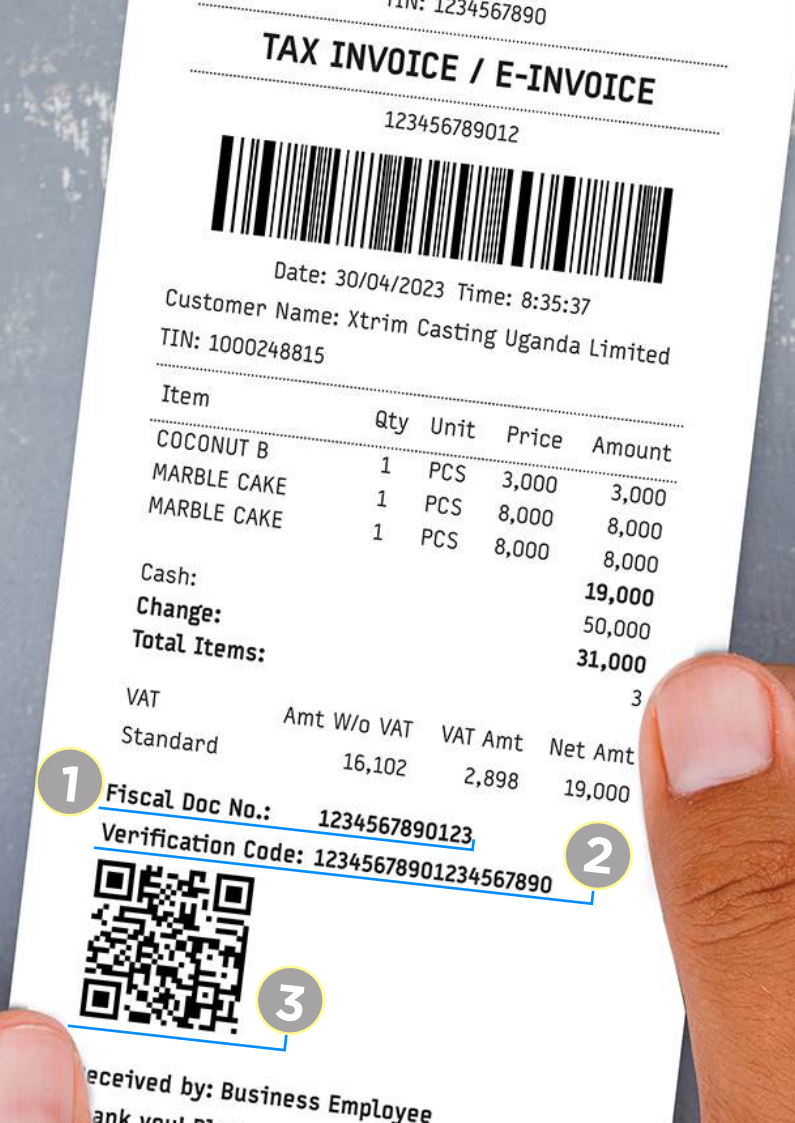 TIN: 1234567890
TAX INVOICE / E-INVOICE
123456789012
Date: 30/04/2023 Time: 8:35:37
Customer Name: Xtrim Casting Uganda Limited
TIN: 1000248815
Item Qty Unit Price Amount
COCONUT B 1 PCS 3,000 3,000
MARBLE CAKE 1 PCS 8,000 8,000
MARBLE CAKE 1 PCS 8,000 8,000
19,000
Cash: 50,000
Change: 31,000
Total Items: 3
VAT Amt W/o VAT VAT Amt Net Amt
Standard 16,102 2,898 19,000
1
Fiscal Doc No.: 1234567890123
Verification Code: 12345678901234567890
2
3
eceived by: Business Employee
ank you!